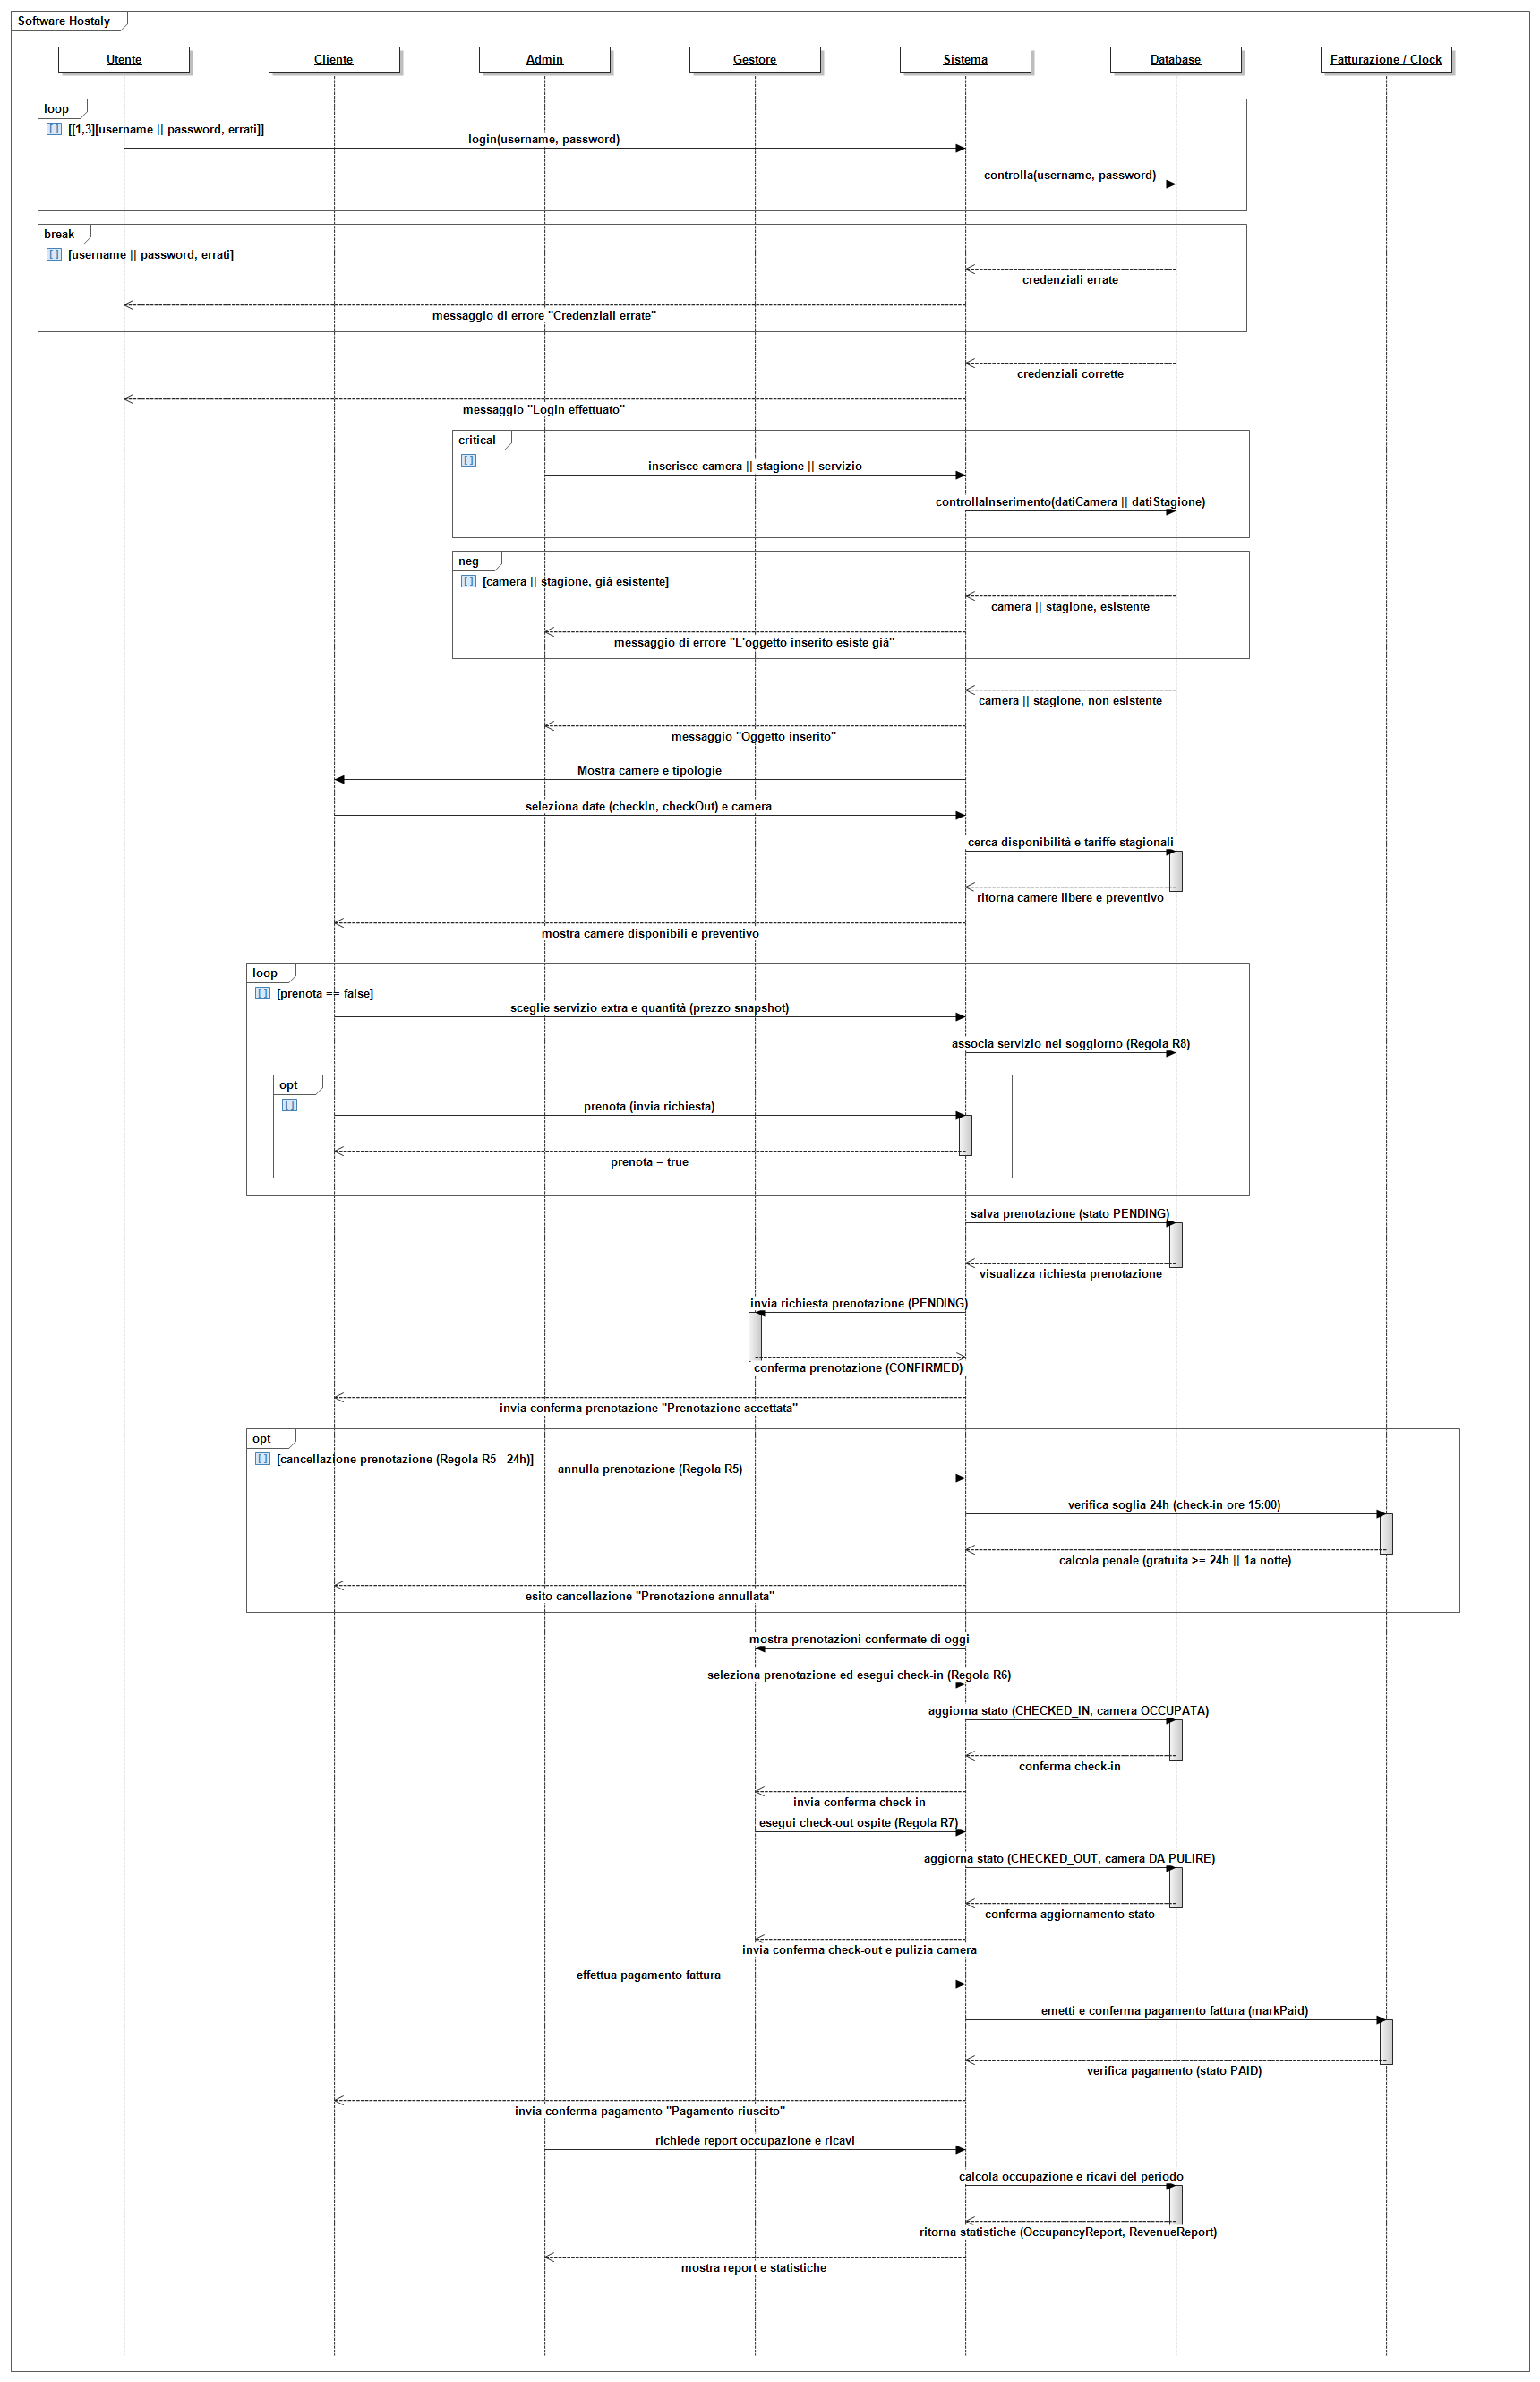 Software Hostaly
Utente
Cliente
Admin
Gestore
Sistema
Database
Fatturazione / Clock
loop
[ ] [[1,3][username || password, errati]]
login(username, password)
controlla(username, password)
break
[ ] [username || password, errati]
credenziali errate
messaggio di errore "Credenziali errate"
credenziali corrette
messaggio "Login effettuato"
critical
[ ]
inserisce camera || stagione || servizio
controllaInserimento(datiCamera || datiStagione)
neg
[ ] [camera || stagione, già esistente]
camera || stagione, esistente
messaggio di errore "L'oggetto inserito esiste già"
camera || stagione, non esistente
messaggio "Oggetto inserito"
Mostra camere e tipologie
seleziona date (checkIn, checkOut) e camera
cerca disponibilità e tariffe stagionali
ritorna camere libere e preventivo
mostra camere disponibili e preventivo
loop
[ ] [prenota == false]
sceglie servizio extra e quantità (prezzo snapshot)
associa servizio nel soggiorno (Regola R8)
opt
[ ]
prenota (invia richiesta)
prenota = true
salva prenotazione (stato PENDING)
visualizza richiesta prenotazione
invia richiesta prenotazione (PENDING)
conferma prenotazione (CONFIRMED)
invia conferma prenotazione "Prenotazione accettata"
opt
[ ] [cancellazione prenotazione (Regola R5 - 24h)]
annulla prenotazione (Regola R5)
verifica soglia 24h (check-in ore 15:00)
calcola penale (gratuita >= 24h || 1a notte)
esito cancellazione "Prenotazione annullata"
mostra prenotazioni confermate di oggi
seleziona prenotazione ed esegui check-in (Regola R6)
aggiorna stato (CHECKED_IN, camera OCCUPATA)
conferma check-in
invia conferma check-in
esegui check-out ospite (Regola R7)
aggiorna stato (CHECKED_OUT, camera DA PULIRE)
conferma aggiornamento stato
invia conferma check-out e pulizia camera
effettua pagamento fattura
emetti e conferma pagamento fattura (markPaid)
verifica pagamento (stato PAID)
invia conferma pagamento "Pagamento riuscito"
richiede report occupazione e ricavi
calcola occupazione e ricavi del periodo
ritorna statistiche (OccupancyReport, RevenueReport)
mostra report e statistiche